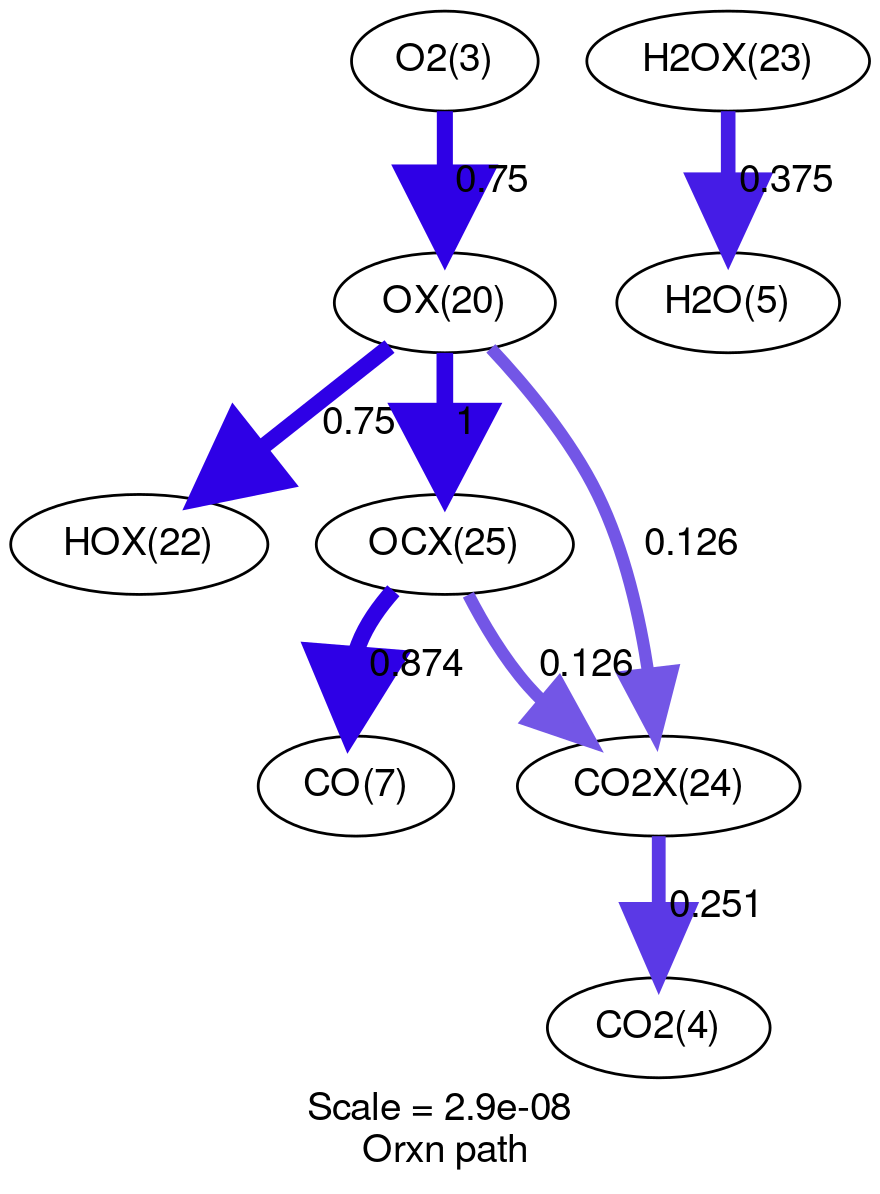 O2(3)
H2OX(23)
0.75
0.375
OX(20)
H2O(5)
0.75
1
HOX(22)
OCX(25)
0.126
0.874
0.126
CO(7)
CO2X(24)
0.251
CO2(4)
Scale = 2.9e-08
Orxn path